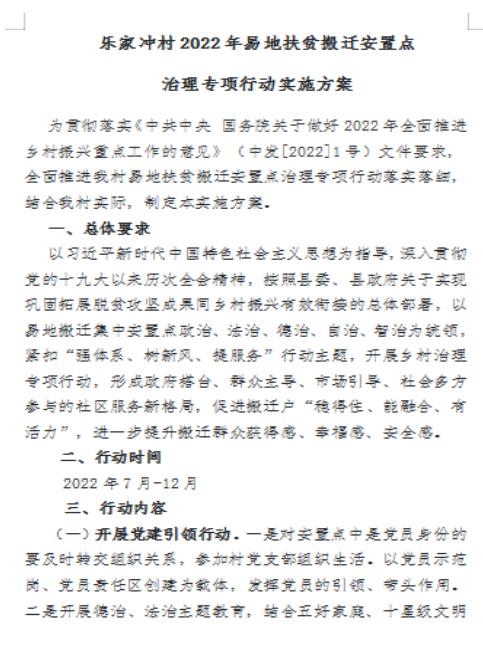 乐家冲村2022年易地扶贫搬迁安置点
治理专项行动实施方案
为贯彻落实《中共中央 国务院关于做好2022年全面推进
乡村振兴重点工作的意见》（中发[2022]1号）文件要求，
全面推进我村易地扶贫搬迁安置点治理专项行动落实落细，
结合我村实际，制定本实施方案。
一、总体要求
以习近平新时代中国特色社会主义思想为指导，深入贯彻
党的十九大以来历次全会精神，按照县委、县政府关于实现
巩固拓展脱贫攻坚成果同乡村振兴有效衔接的总体部署，以
易地搬迁集中安置点政治、法治、德治、自治、智治为统领，
紧扣“强体系、树新风、提服务”行动主题，开展乡村治理
专项行动，形成政府搭台、群众主导、市场引导、社会多方
参与的社区服务新格局，促进搬迁户“稳得住、能融合、有
活力”，进一步提升搬迁群众获得感、幸福感、安全感。
二、行动时间
2022年7月-12月
三、行动内容
（一）开展党建引领行动。一是对安置点中是党员身份的
要及时转交组织关系，参加村党支部组织生活。以党员示范
岗、党员责任区创建为载体，发挥党员的引领、带头作用。
二是开展德治、法治主题教育，结合五好家庭、十星级文明